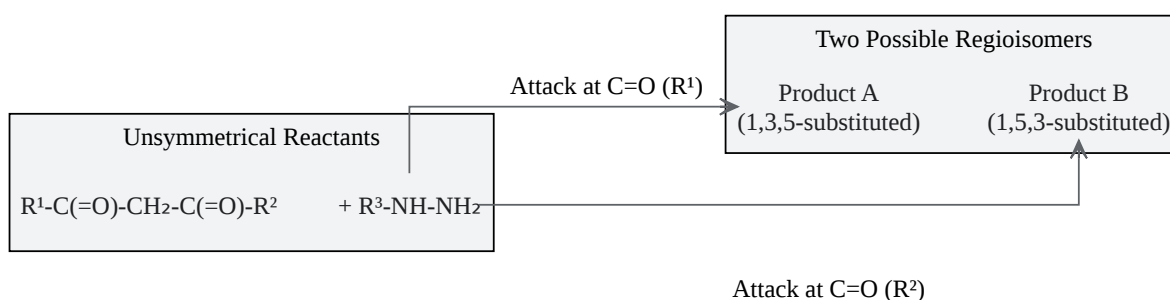 Two Possible Regioisomers
Attack at C=O (R¹)
Product A
(1,3,5-substituted)
Product B
(1,5,3-substituted)
Unsymmetrical Reactants
R¹-C(=O)-CH₂-C(=O)-R²
+ R³-NH-NH₂
Attack at C=O (R²)